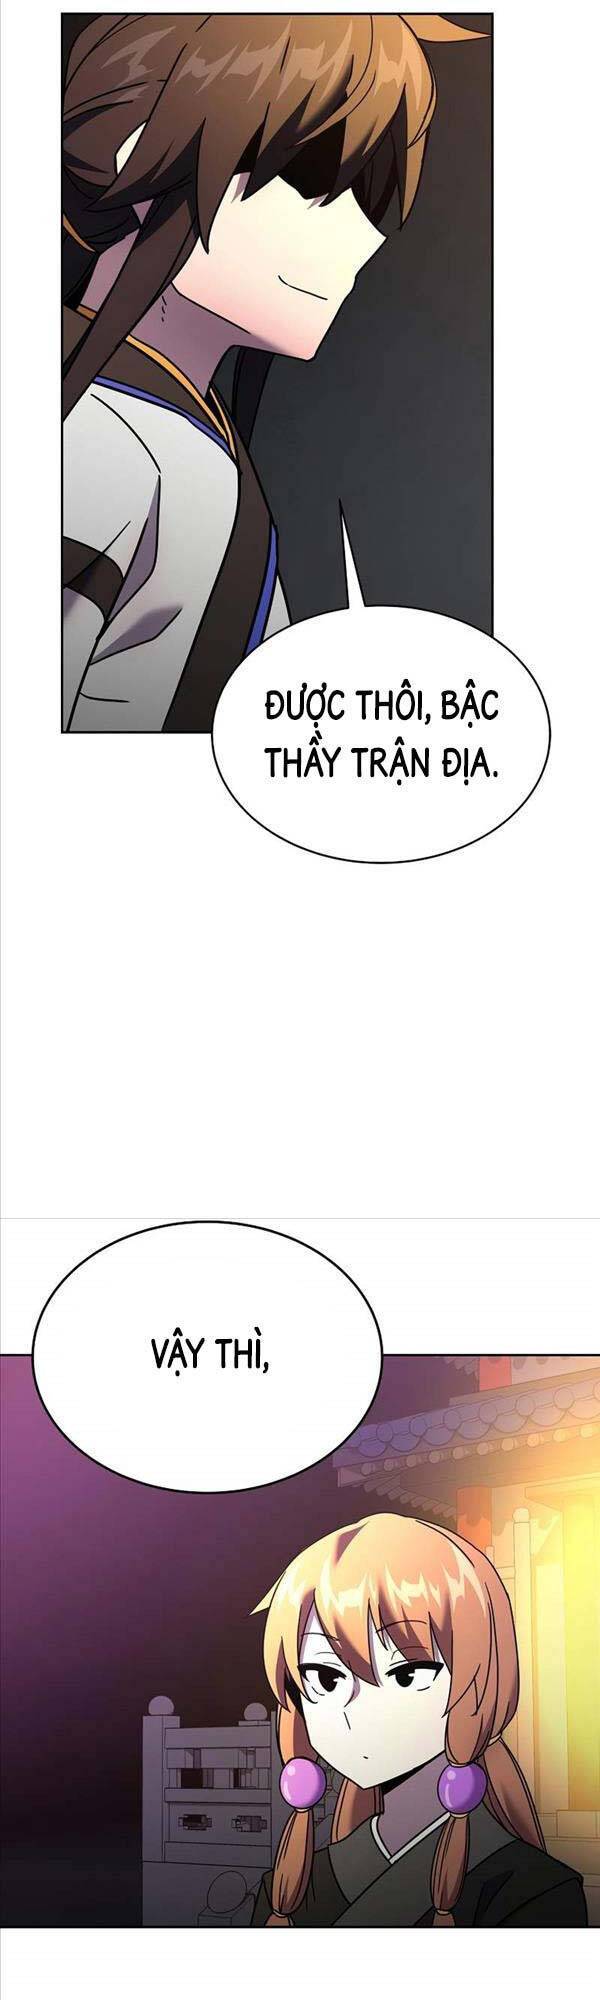 ĐƯỢC THÔI, BẬC
THẦY TRẬN ĐỊA.
VẬY THÌ,